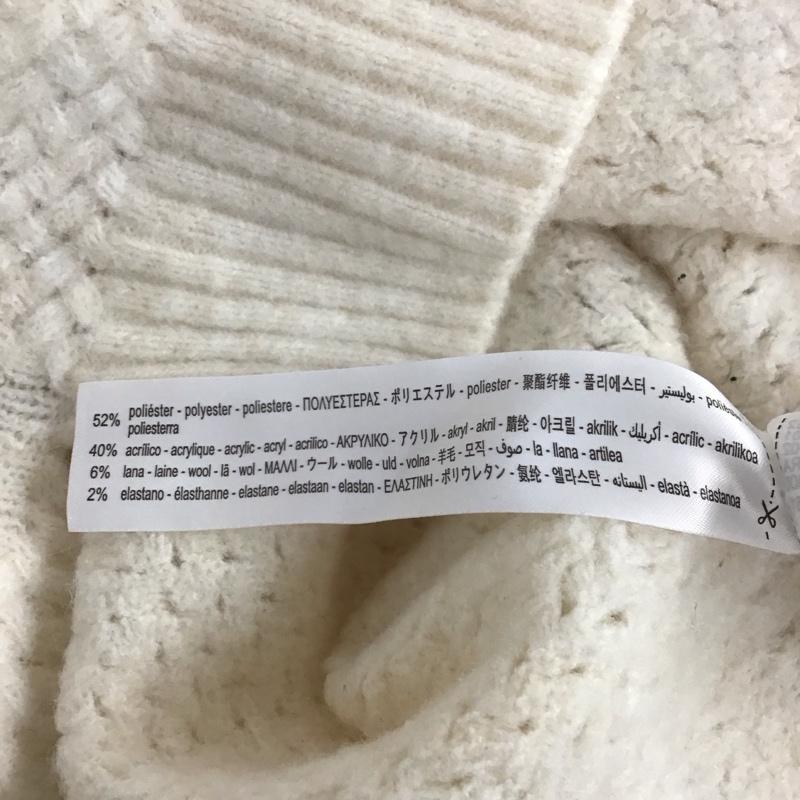 52% poliéster - polyester - poliestere - ΠΟΛΥΕΣΤΕΡΑΣ - ポリエステル - poliester - 聚酯纤维 - 폴리에스터 - بوليستير -
poliesterra
40% acrílico - acrylique - acrylic - acryl - acrilico - ΑΚΡΥΛΙΚΟ - アクリル - akryl - akril - 腈纶 - 아크릴 - akrilik - أكريليك - acrílic - akrilikoa
6% lana - laine - wool - lã - wol - ΜΑΛΛΙ - ウール - wolle - uld - volna - 羊毛 - 모직 - صوف - la - llana - artilea
2% elastano - élasthanne - elastane - elastaan - elastan - ΕΛΑΣΤΙΝΗ - ポリウレタン - 氨纶 - 엘라스탄 - اليستانه - elastà - elastanoa